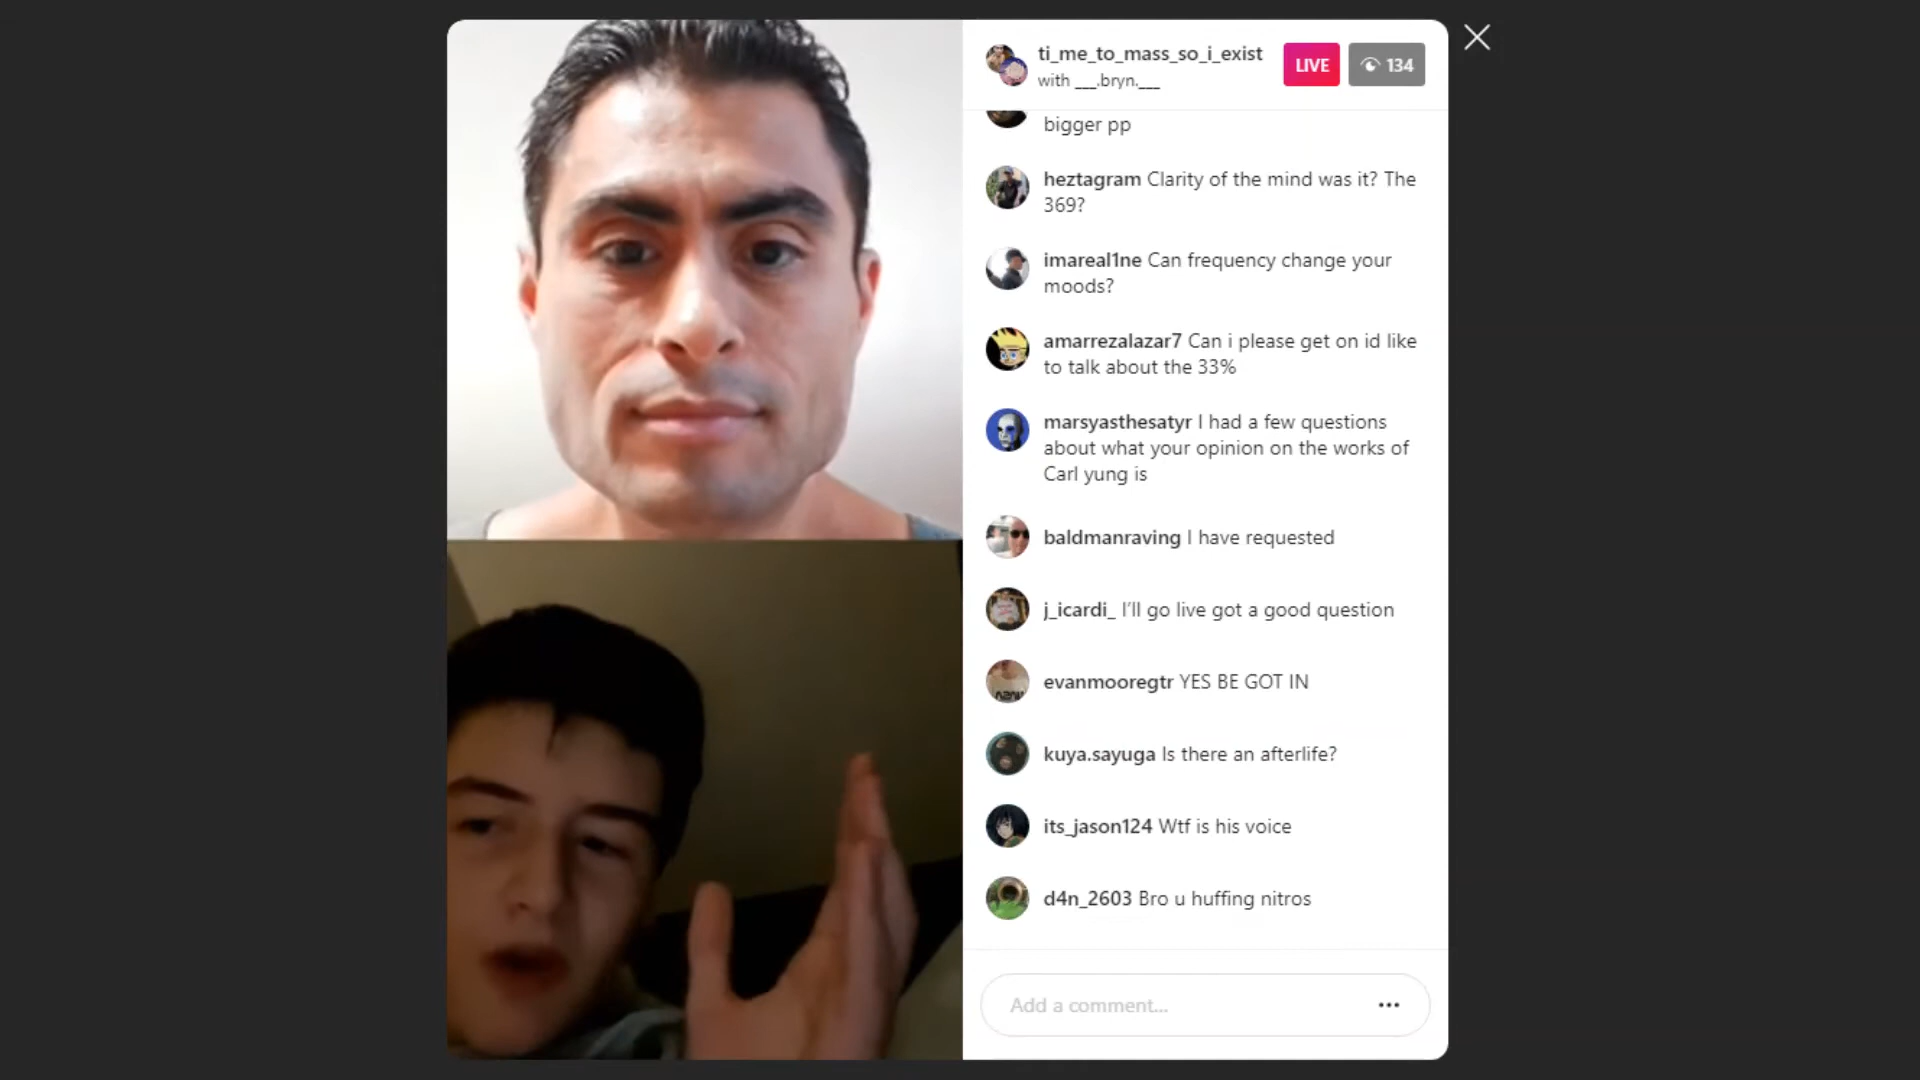 ti_me_to_mass_so_i_exist
with ___.bryn.___
LIVE
134
bigger pp
heztagram Clarity of the mind was it? The
369?
imareal1ne Can frequency change your
moods?
amarrezalazar7 Can i please get on id like
to talk about the 33%
marsyasthesatyr I had a few questions
about what your opinion on the works of
Carl yung is
baldmanraving I have requested
j_icardi_ I'll go live got a good question
evanmooregtr YES BE GOT IN
kuya.sayuga Is there an afterlife?
its_jason124 Wtf is his voice
d4n_2603 Bro u huffing nitros
Add a comment...